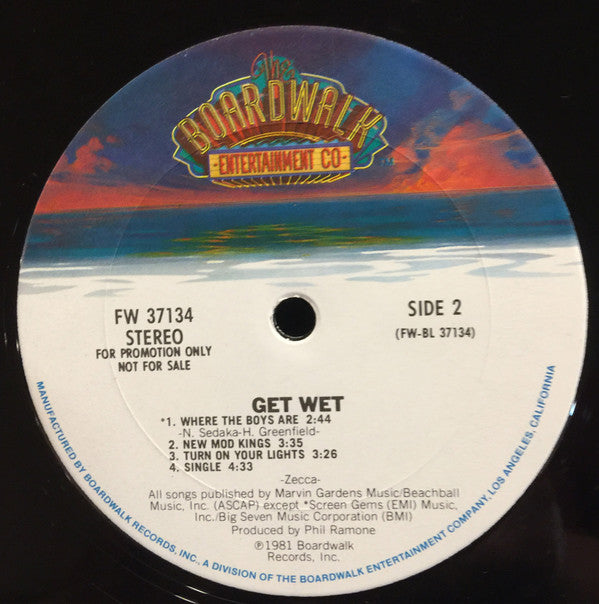 The
BOARDWALK
-ENTERTAINMENT CO-
TM
FW 37134
STEREO
FOR PROMOTION ONLY
NOT FOR SALE
SIDE 2
(FW-BL 37134)
GET WET
*1. WHERE THE BOYS ARE 2:44
-N. Sedaka-H. Greenfield-
2. NEW MOD KINGS 3:35
3. TURN ON YOUR LIGHTS 3:26
4. SINGLE 4:33
-Zecca-
All songs published by Marvin Gardens Music/Beachball
Music, Inc. (ASCAP) except *Screen Gems (EMI) Music,
Inc./Big Seven Music Corporation (BMI)
Produced by Phil Ramone
℗1981 Boardwalk
Records, Inc.
MANUFACTURED BY BOARDWALK RECORDS, INC., A DIVISION OF THE BOARDWALK ENTERTAINMENT COMPANY, LOS ANGELES, CALIFORNIA